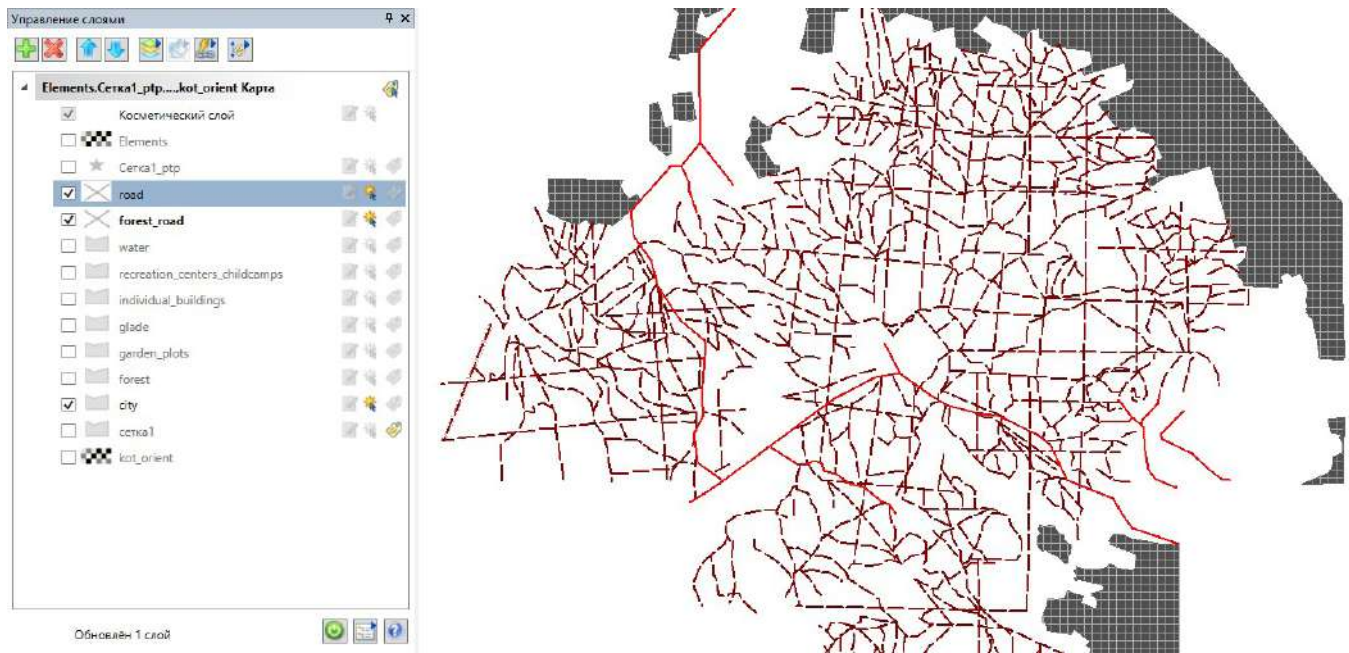 Управление слоями
Elements.Сетка1_ptp.....kot_orient Карта
Косметический слой
Elements
Сетка1_ptp
road
forest_road
water
recreation_centers_childcamps
individual_buildings
glade
garden_plots
forest
city
сетка1
kot_orient
Обновлён 1 слой